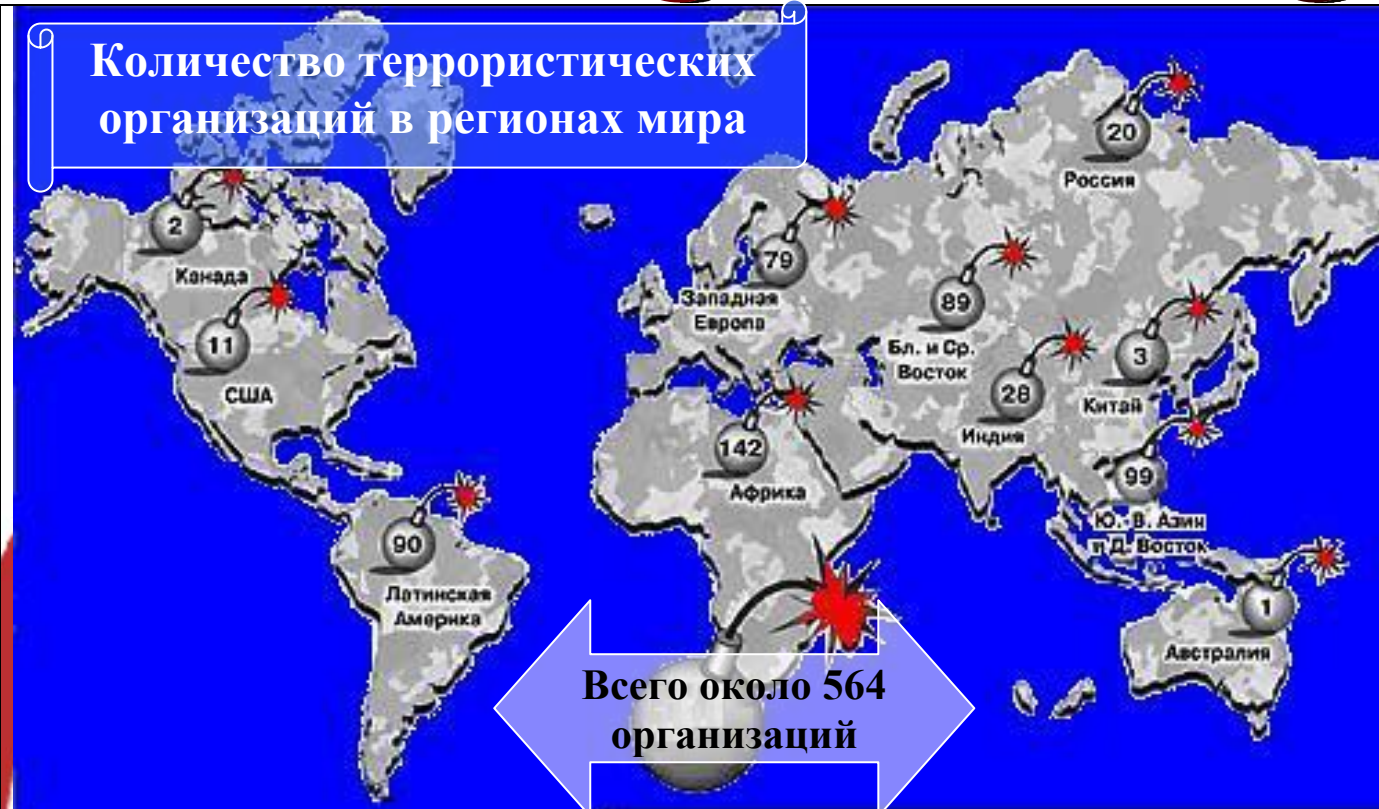 Количество террористических
организаций в регионах мира
20
Россия
2
Канада
79
Западная
Европа
89
Бл. и Ср.
Восток
11
США
3
Китай
28
Индия
142
Африка
99
Ю.-В. Азия
и Д. Восток
90
Латинская
Америка
1
Австралия
Всего около 564
организаций